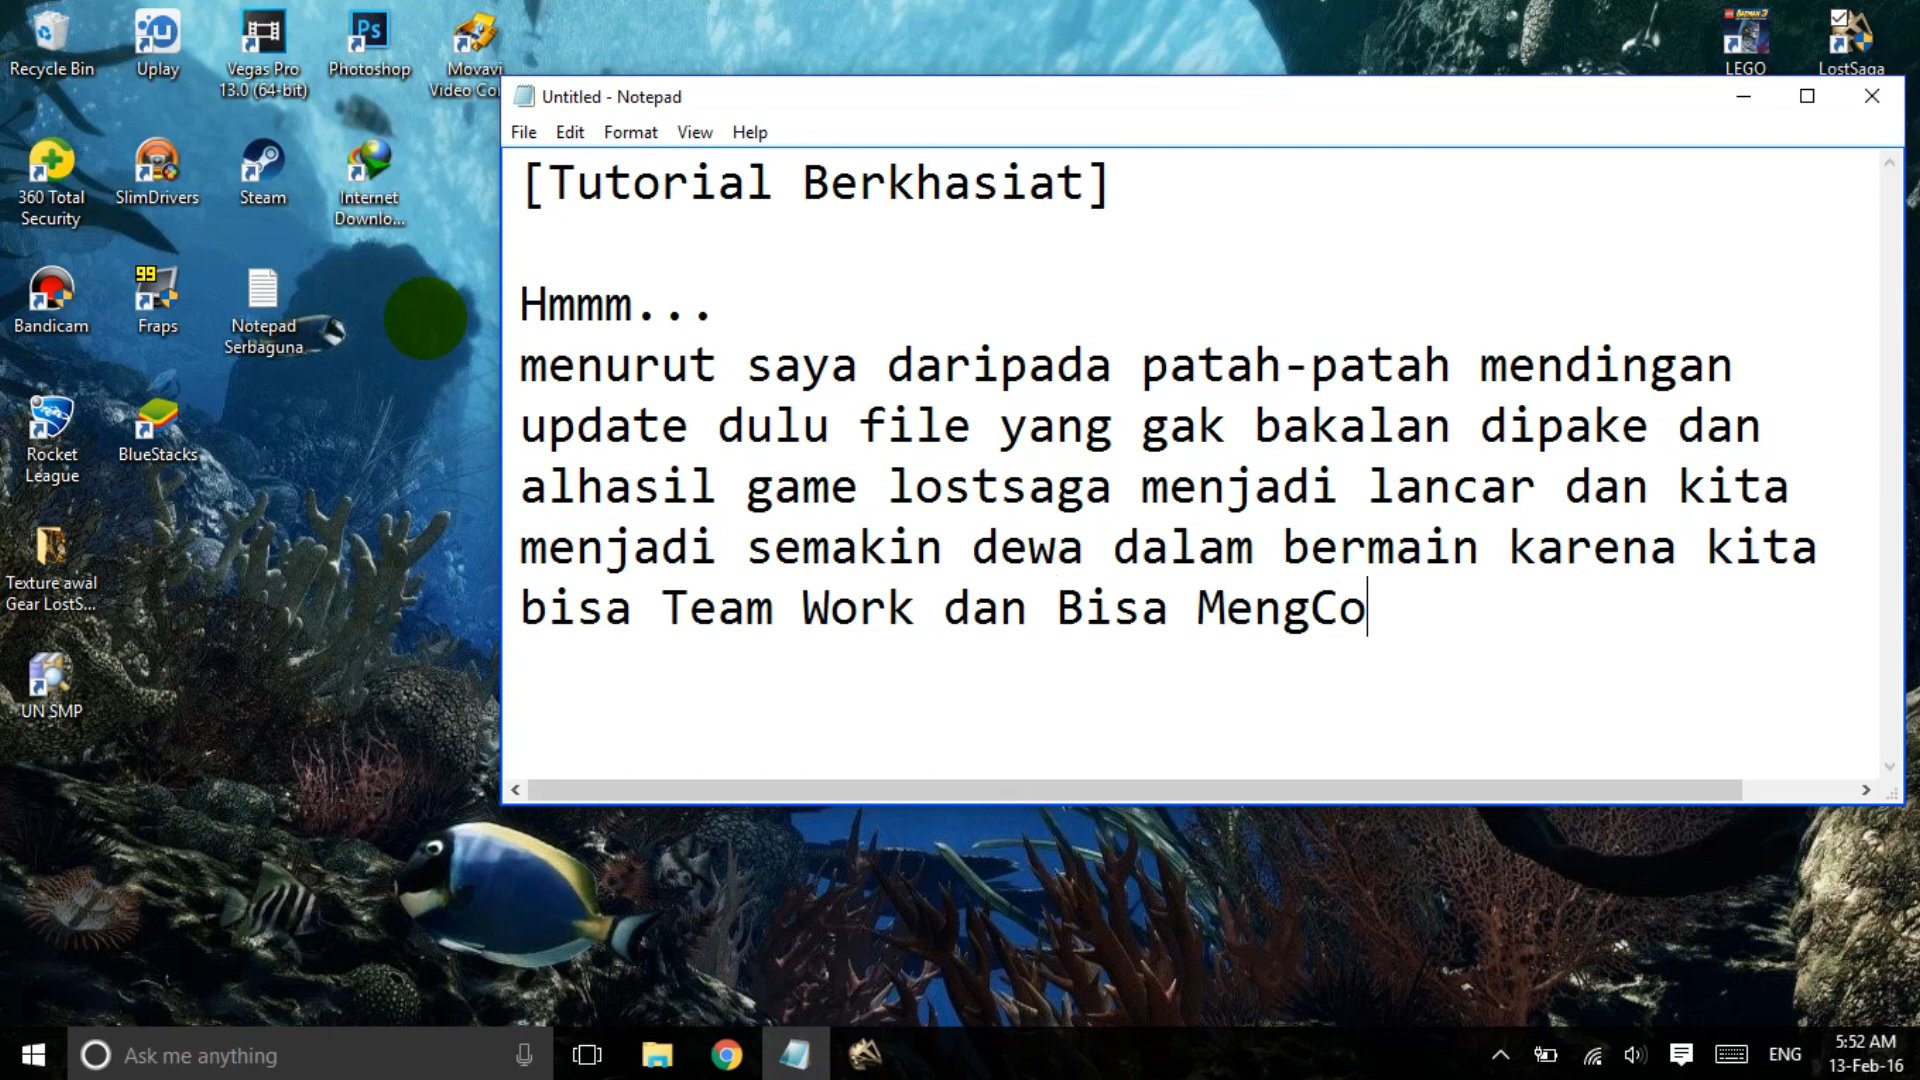 Recycle Bin
Uplay
Vegas Pro
13.0 (64-bit)
Ps
Photoshop
Movavi
Video Co
LEGO
LostSaga
360 Total
Security
SlimDrivers
Steam
Internet
Downlo...
Bandicam
99
Fraps
Notepad
Serbaguna
Rocket
League
BlueStacks
Texture awal
Gear LostS...
UN SMP
Untitled - Notepad
File Edit Format View Help
[Tutorial Berkhasiat]
Hmmm...
menurut saya daripada patah-patah mendingan
update dulu file yang gak bakalan dipake dan
alhasil game lostsaga menjadi lancar dan kita
menjadi semakin dewa dalam bermain karena kita
bisa Team Work dan Bisa MengCo
Ask me anything
ENG
5:52 AM
13-Feb-16